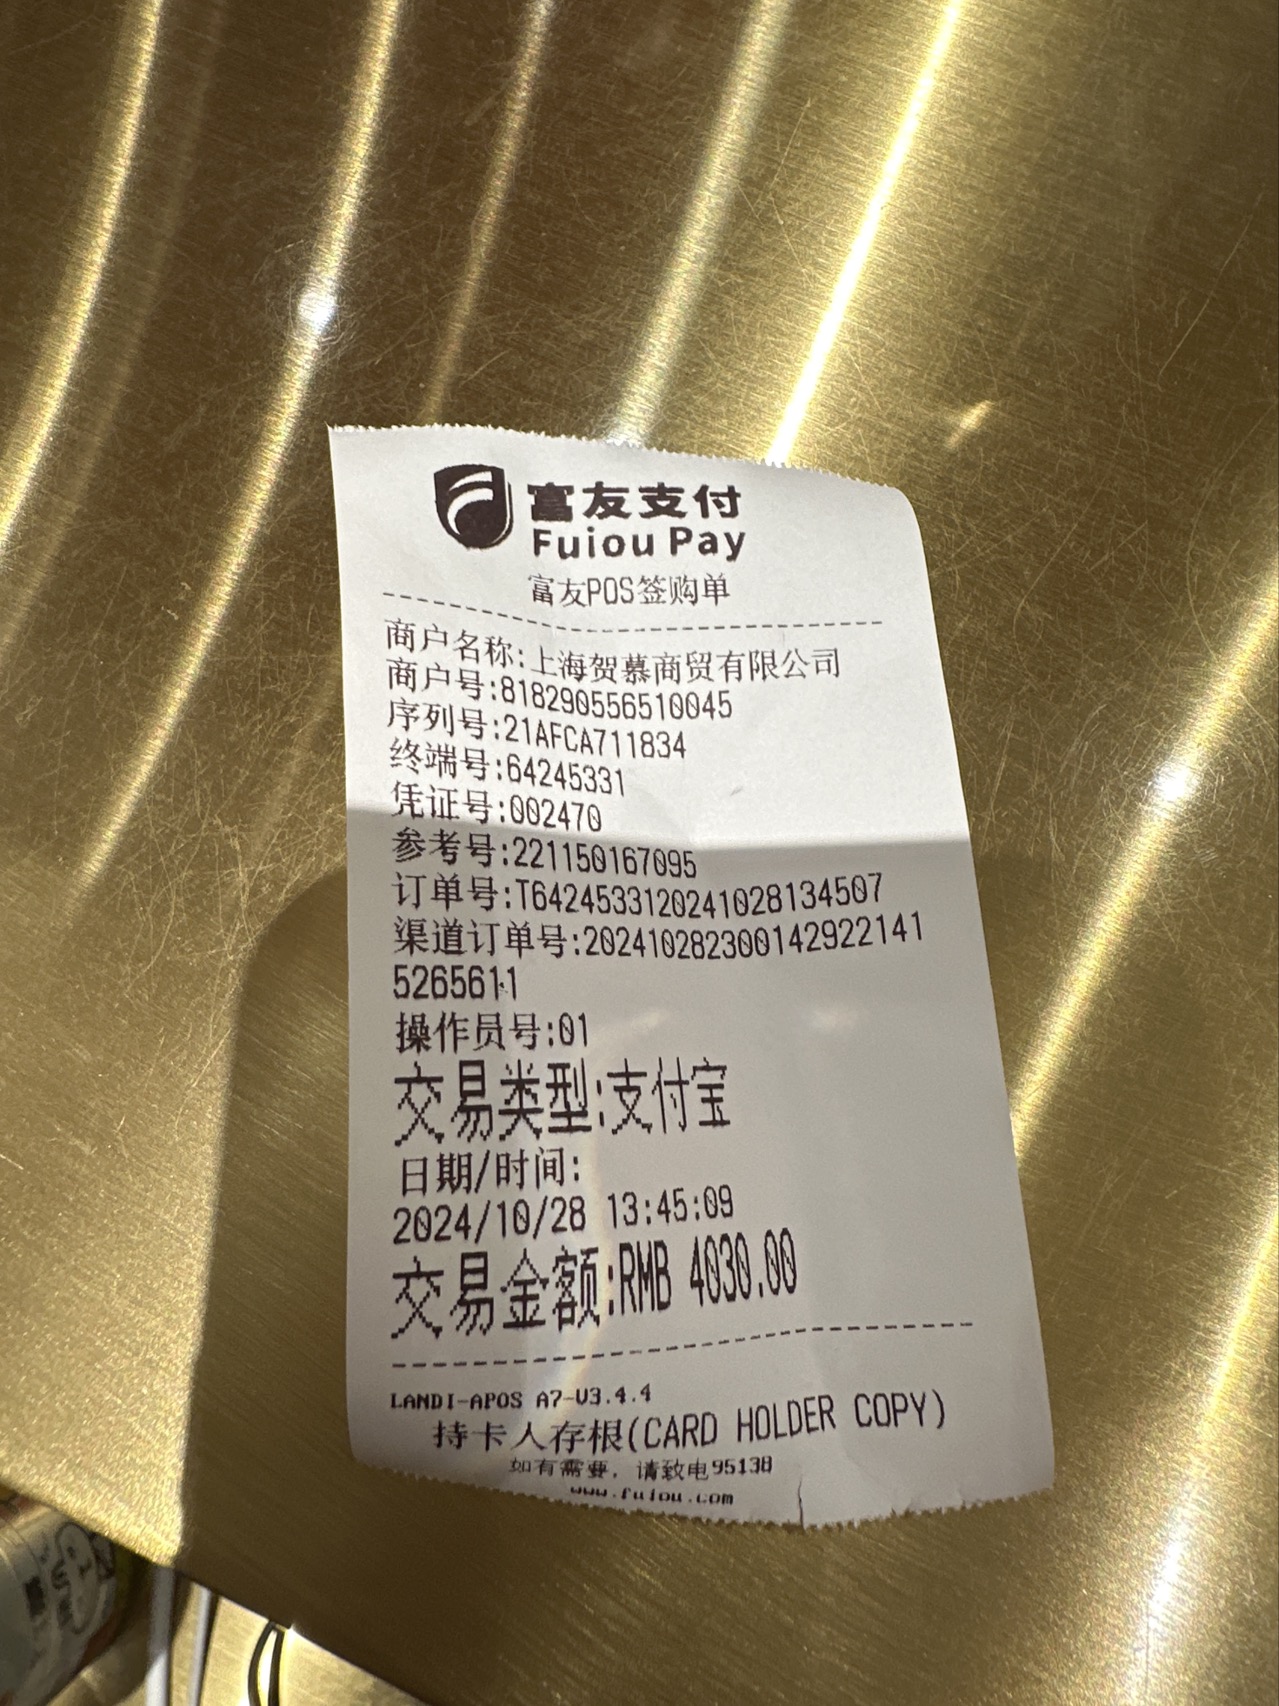 富友支付
Fuiou Pay
富友POS签购单
商户名称:上海贺慕商贸有限公司
商户号:818290556510045
序列号:21AFCA711834
终端号:64245331
凭证号:002470
参考号:221150167095
订单号:T6424533120241028134507
渠道订单号:202410282300142922141
5265611
操作员号:01
交易类型:支付宝
日期/时间:
2024/10/28 13:45:09
交易金额:RMB 4030.00
LANDI-APOS A7-V3.4.4
持卡人存根(CARD HOLDER COPY)
如有需要，请致电95138
www.fuiou.com